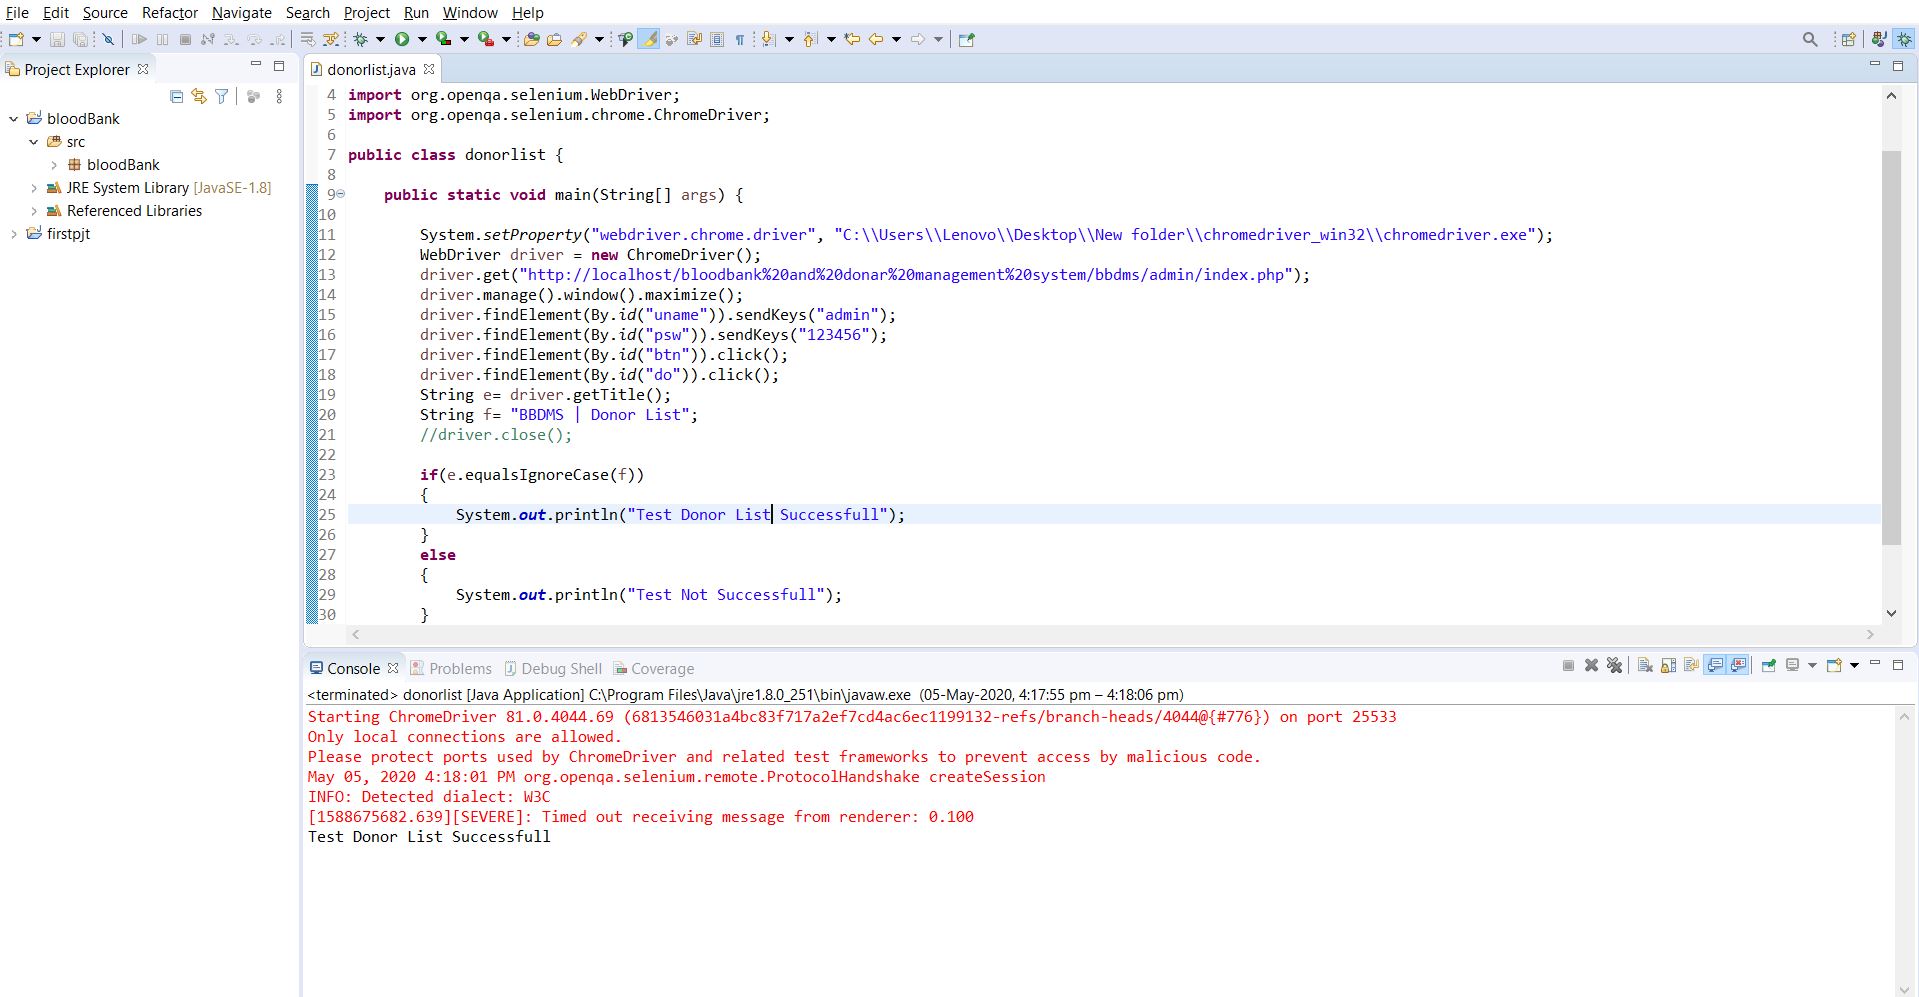 File Edit Source Refactor Navigate Search Project Run Window Help
Project Explorer
bloodBank
src
bloodBank
JRE System Library [JavaSE-1.8]
Referenced Libraries
firstpjt
donorlist.java
4 import org.openqa.selenium.WebDriver;
5 import org.openqa.selenium.chrome.ChromeDriver;
6
7 public class donorlist {
8
9 public static void main(String[] args) {
10
11 System.setProperty("webdriver.chrome.driver", "C:\\Users\\Lenovo\\Desktop\\New folder\\chromedriver_win32\\chromedriver.exe");
12 WebDriver driver = new ChromeDriver();
13 driver.get("http://localhost/bloodbank%20and%20donar%20management%20system/bbdms/admin/index.php");
14 driver.manage().window().maximize();
15 driver.findElement(By.id("uname")).sendKeys("admin");
16 driver.findElement(By.id("psw")).sendKeys("123456");
17 driver.findElement(By.id("btn")).click();
18 driver.findElement(By.id("do")).click();
19 String e= driver.getTitle();
20 String f= "BBDMS | Donor List";
21 //driver.close();
22
23 if(e.equalsIgnoreCase(f))
24 {
25 System.out.println("Test Donor List Successfull");
26 }
27 else
28 {
29 System.out.println("Test Not Successfull");
30 }
Console Problems Debug Shell Coverage
<terminated> donorlist [Java Application] C:\Program Files\Java\jre1.8.0_251\bin\javaw.exe (05-May-2020, 4:17:55 pm – 4:18:06 pm)
Starting ChromeDriver 81.0.4044.69 (6813546031a4bc83f717a2ef7cd4ac6ec1199132-refs/branch-heads/4044@{#776}) on port 25533
Only local connections are allowed.
Please protect ports used by ChromeDriver and related test frameworks to prevent access by malicious code.
May 05, 2020 4:18:01 PM org.openqa.selenium.remote.ProtocolHandshake createSession
INFO: Detected dialect: W3C
[1588675682.639][SEVERE]: Timed out receiving message from renderer: 0.100
Test Donor List Successfull